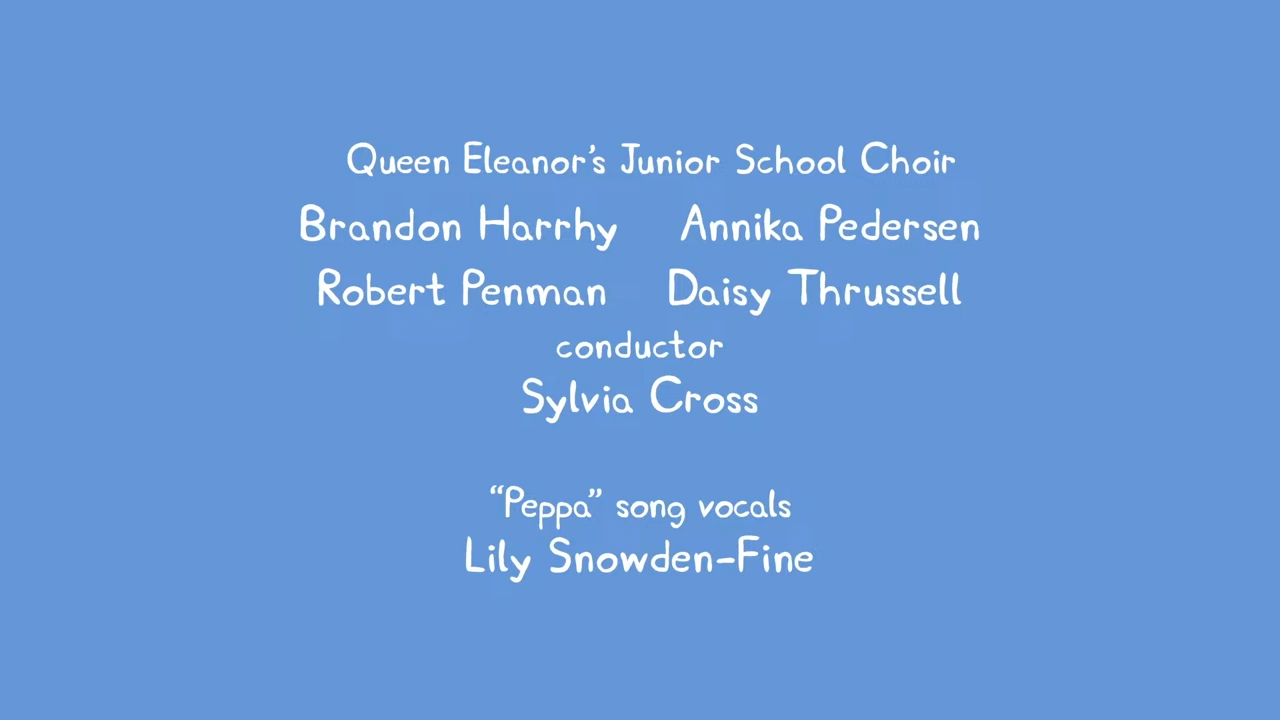 Queen Eleanor's Junior School Choir
Brandon Harrhy Annika Pedersen
Robert Penman Daisy Thrussell
conductor
Sylvia Cross
“Peppa” song vocals
Lily Snowden-Fine